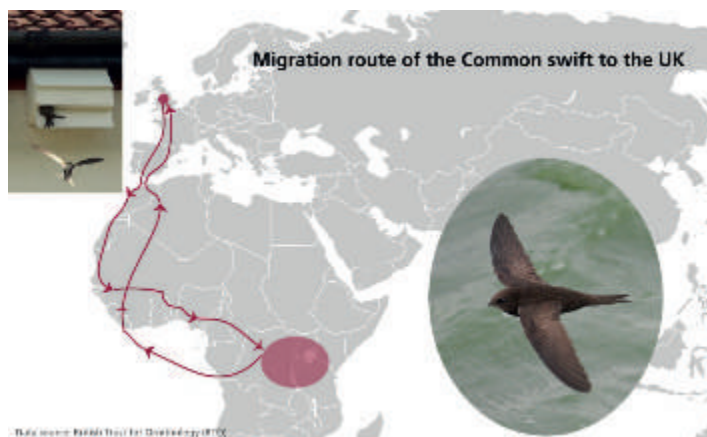 Migration route of the Common swift to the UK
Data source: British Trust for Ornithology (BTO)